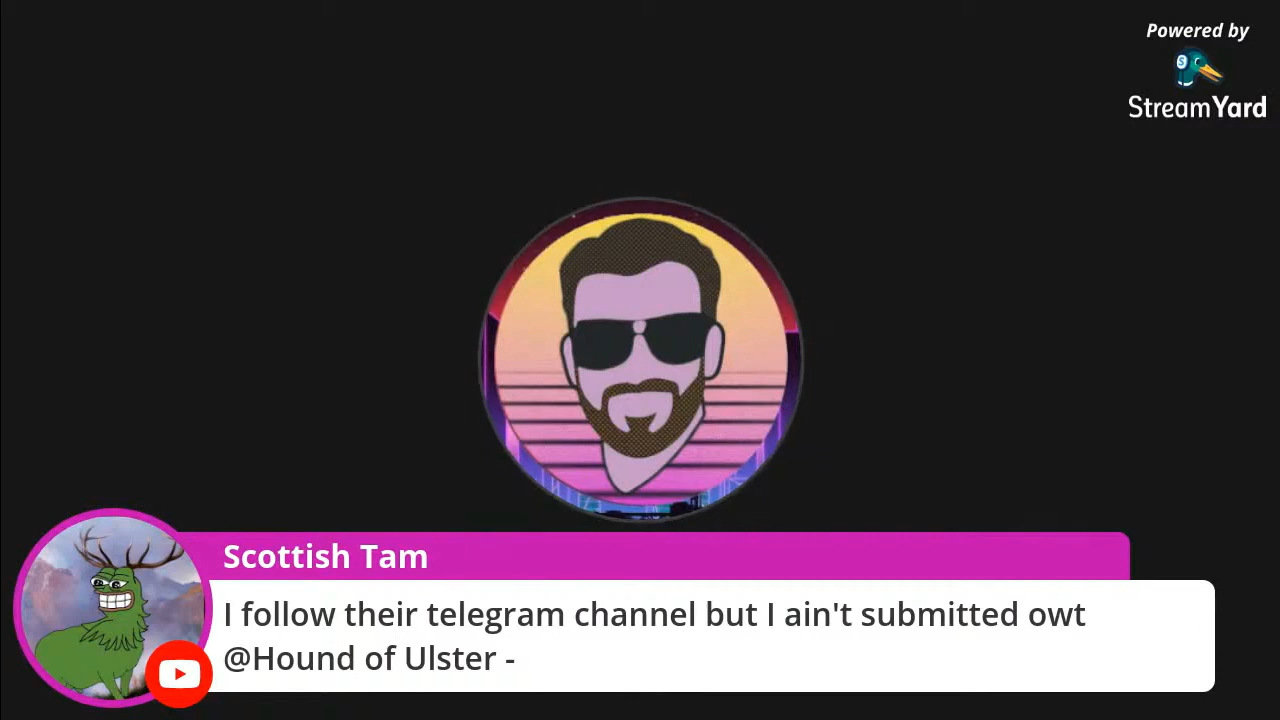 Powered by
StreamYard
Scottish Tam
I follow their telegram channel but I ain't submitted owt
@Hound of Ulster -